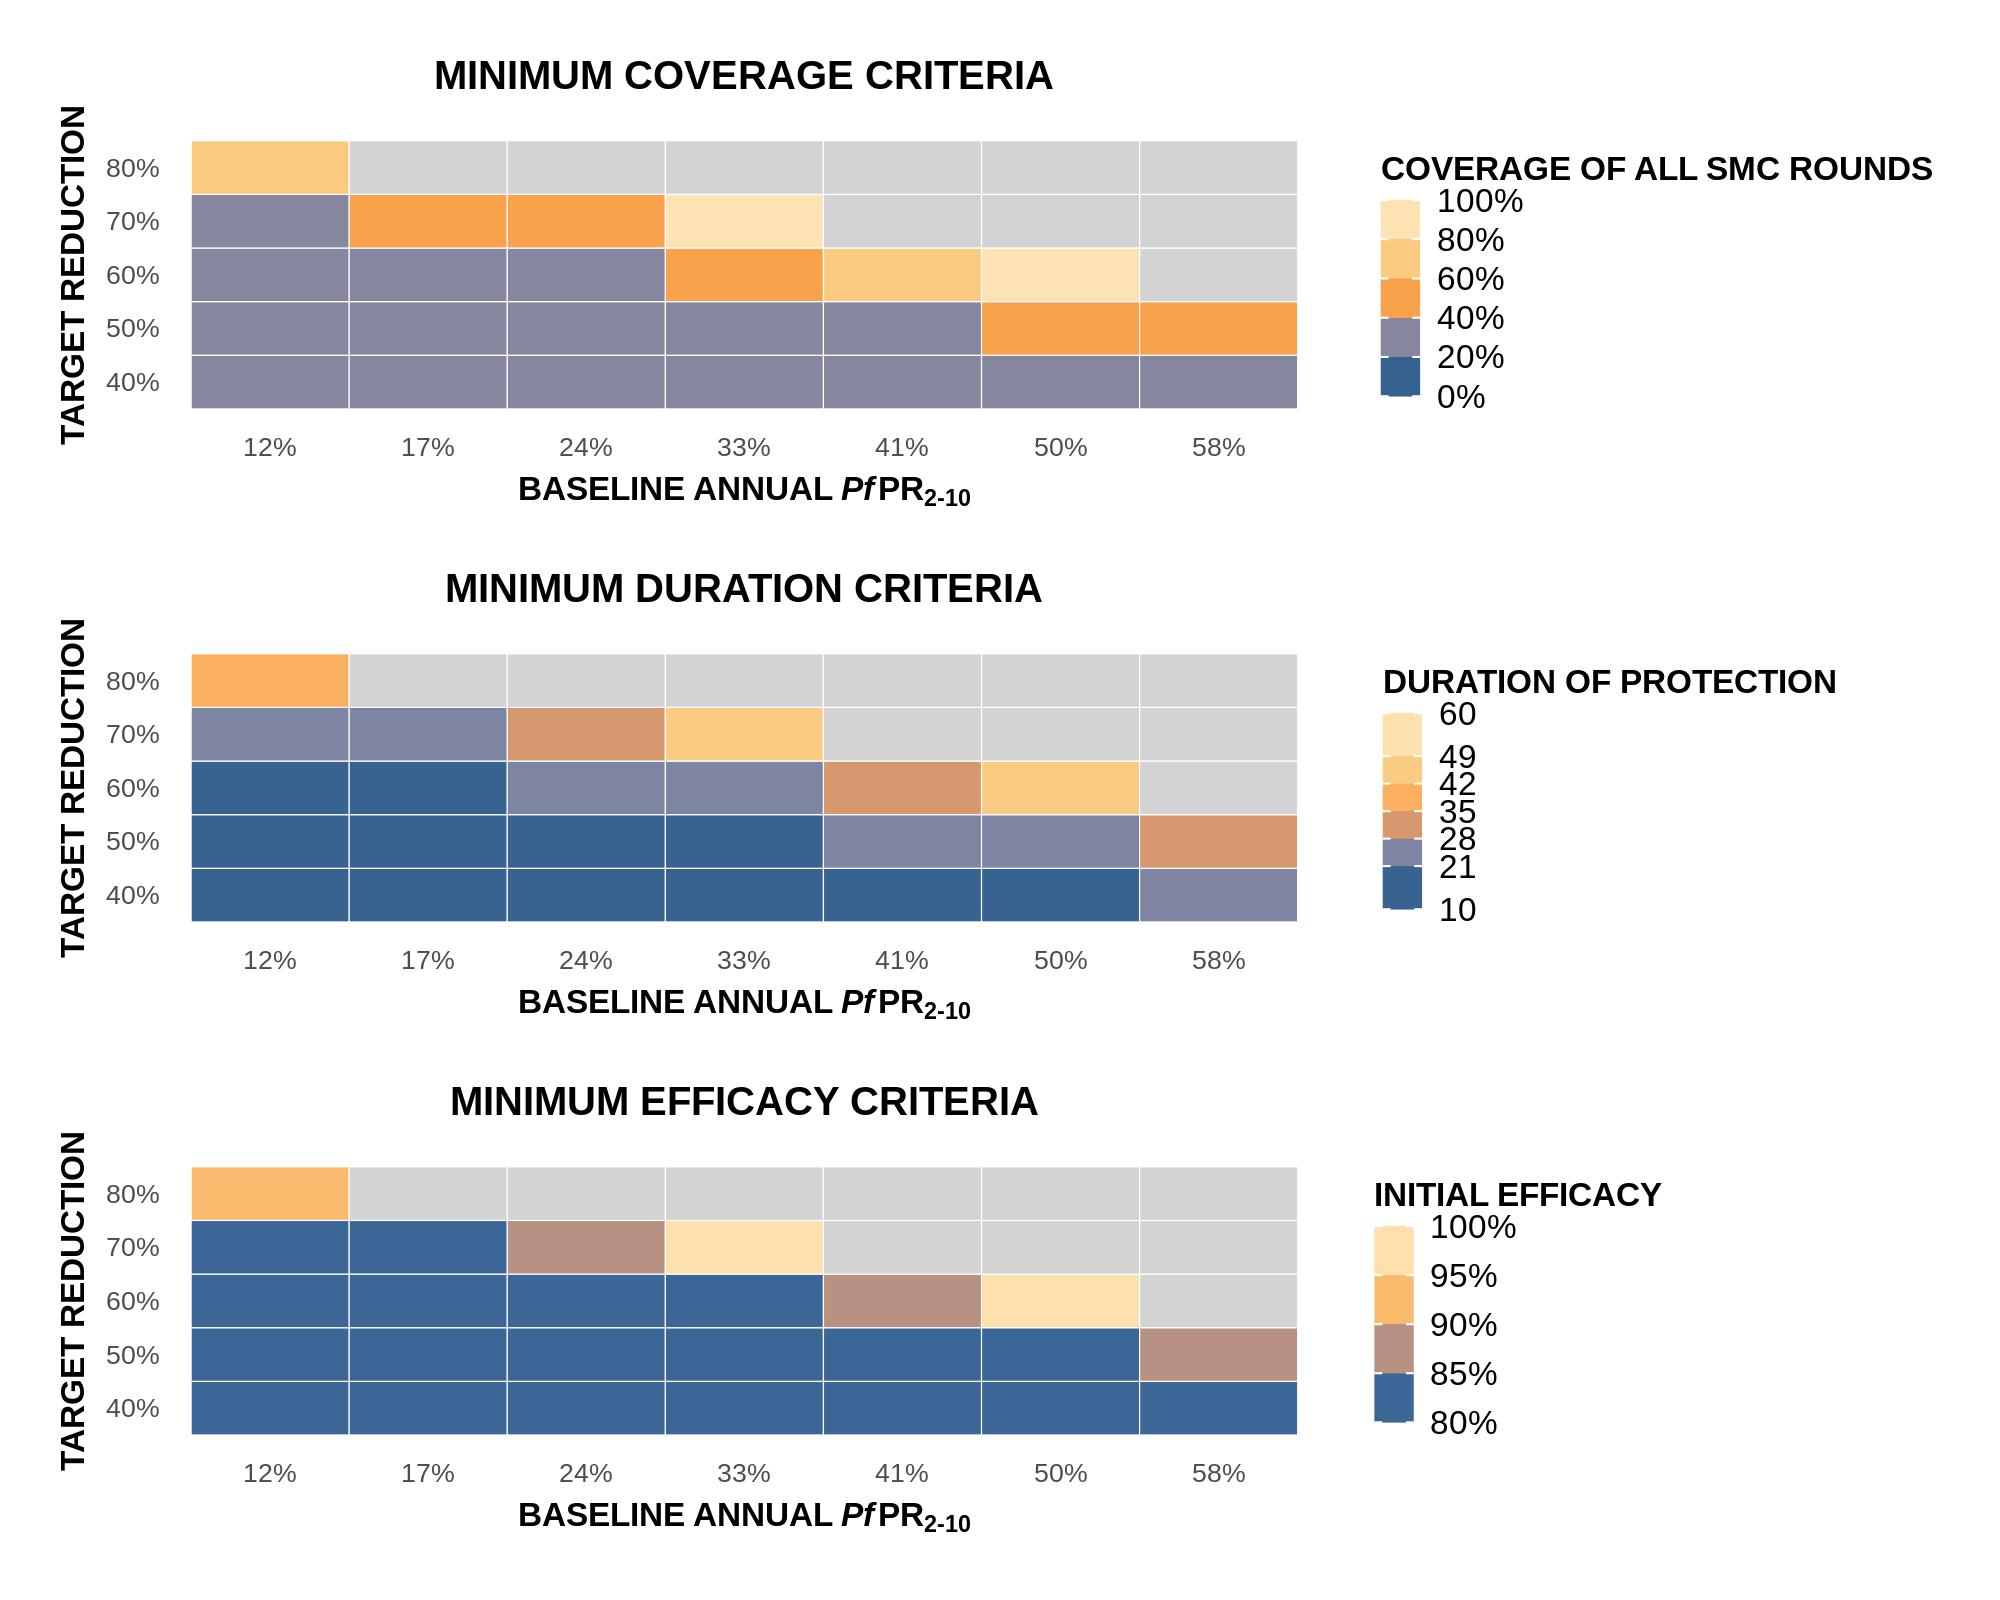 MINIMUM COVERAGE CRITERIA
TARGET REDUCTION
80%
70%
60%
50%
40%
12% 17% 24% 33% 41% 50% 58%
BASELINE ANNUAL PfPR2-10
COVERAGE OF ALL SMC ROUNDS
100%
80%
60%
40%
20%
0%
MINIMUM DURATION CRITERIA
TARGET REDUCTION
80%
70%
60%
50%
40%
12% 17% 24% 33% 41% 50% 58%
BASELINE ANNUAL PfPR2-10
DURATION OF PROTECTION
60
49
42
35
28
21
10
MINIMUM EFFICACY CRITERIA
TARGET REDUCTION
80%
70%
60%
50%
40%
12% 17% 24% 33% 41% 50% 58%
BASELINE ANNUAL PfPR2-10
INITIAL EFFICACY
100%
95%
90%
85%
80%